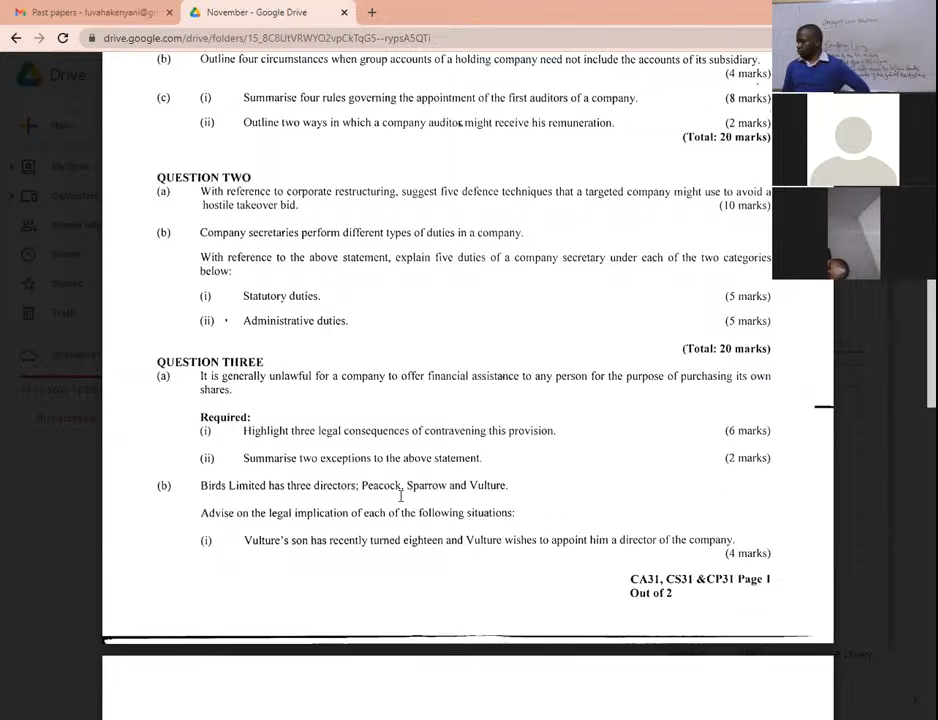 Past papers - luvahakenyani@gm
November - Google Drive
drive.google.com/drive/folders/15_8C8UtVRWYO2vpCkTqG5--rypsA5QTi
Drive
(b) Outline four circumstances when group accounts of a holding company need not include the accounts of its subsidiary.
(4 marks)
(c) (i) Summarise four rules governing the appointment of the first auditors of a company. (8 marks)
(ii) Outline two ways in which a company auditor might receive his remuneration. (2 marks)
(Total: 20 marks)
QUESTION TWO
(a) With reference to corporate restructuring, suggest five defence techniques that a targeted company might use to avoid a
hostile takeover bid. (10 marks)
(b) Company secretaries perform different types of duties in a company.
With reference to the above statement, explain five duties of a company secretary under each of the two categories
below:
(i) Statutory duties. (5 marks)
(ii) Administrative duties. (5 marks)
(Total: 20 marks)
QUESTION THREE
(a) It is generally unlawful for a company to offer financial assistance to any person for the purpose of purchasing its own
shares.
Required:
(i) Highlight three legal consequences of contravening this provision. (6 marks)
(ii) Summarise two exceptions to the above statement. (2 marks)
(b) Birds Limited has three directors; Peacock, Sparrow and Vulture.
Advise on the legal implication of each of the following situations:
(i) Vulture's son has recently turned eighteen and Vulture wishes to appoint him a director of the company.
(4 marks)
CA31, CS31 &CP31 Page 1
Out of 2